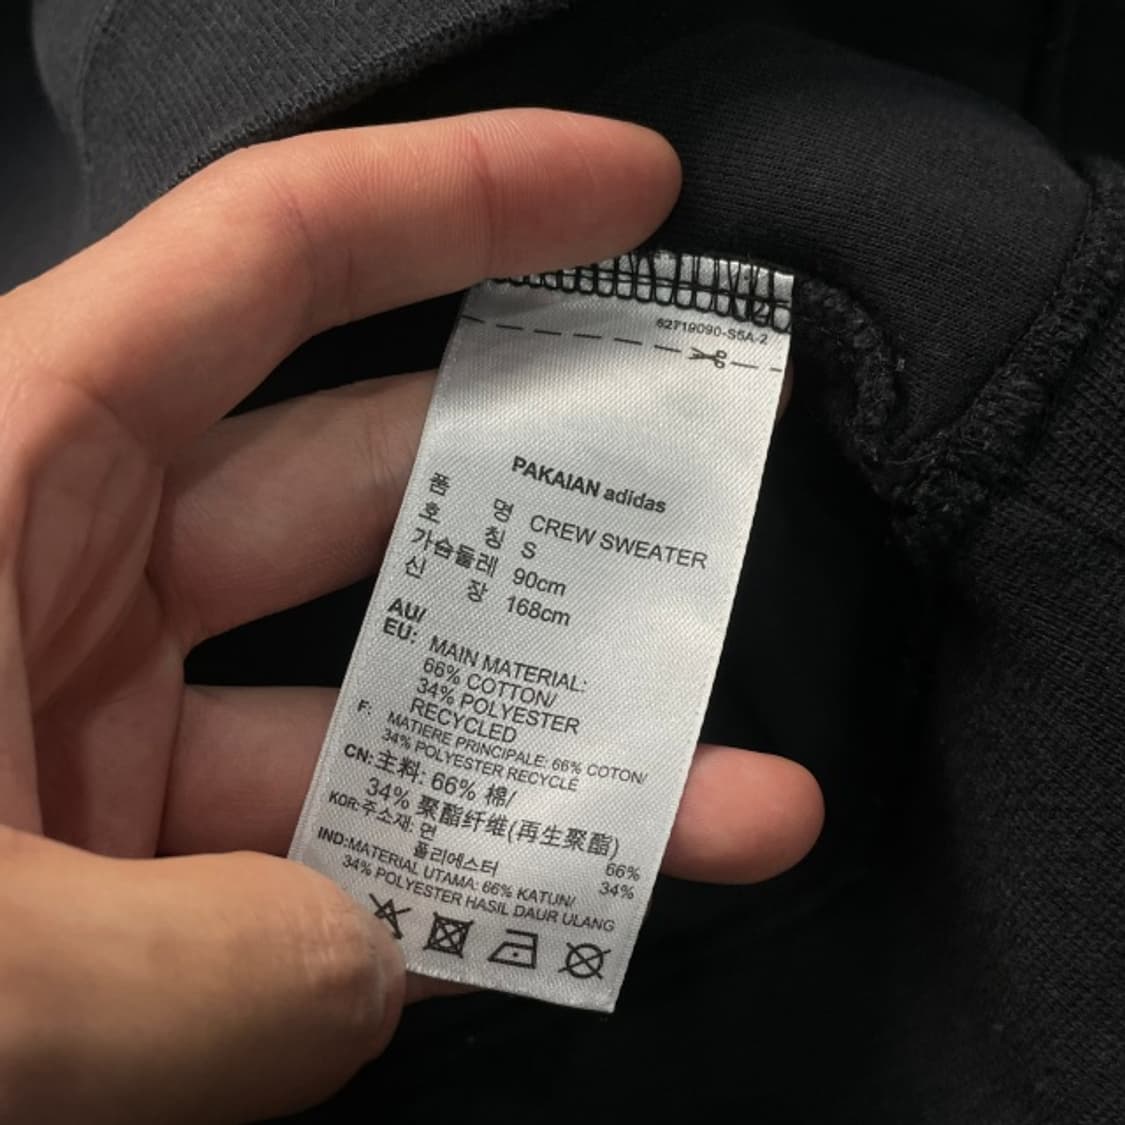 62719090-S5A-2
PAKAIAN adidas
품 명 CREW SWEATER
호 칭 S
가슴둘레 90cm
신 장 168cm
AU/
EU: MAIN MATERIAL:
66% COTTON/
34% POLYESTER
RECYCLED
F: MATIERE PRINCIPALE: 66% COTON/
34% POLYESTER RECYCLÉ
CN: 主料: 66% 棉/
34% 聚酯纤维(再生聚酯)
KOR: 주소재: 면 66%
폴리에스터 34%
IND: MATERIAL UTAMA: 66% KATUN/
34% POLYESTER HASIL DAUR ULANG